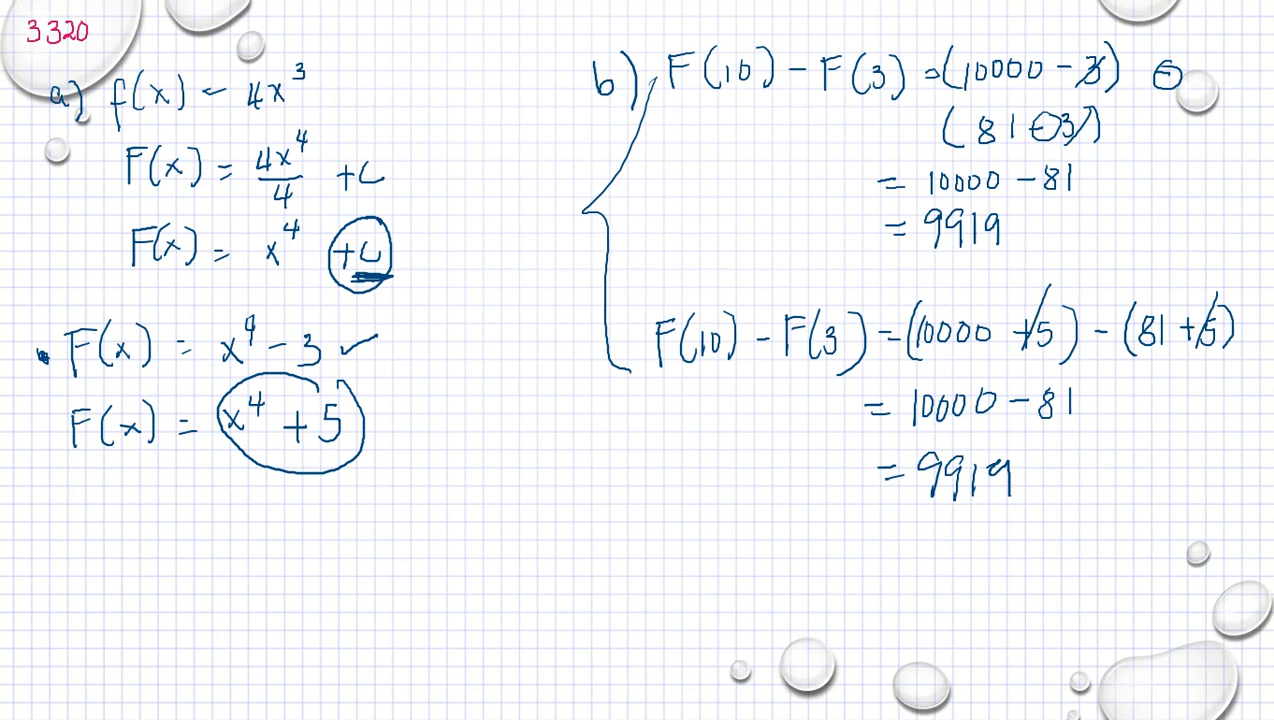 3320
a) f(x) = 4x³
F(x) = 4x⁴/4 + C
F(x) = x⁴ + C
F(x) = x⁴ - 3 ✓
F(x) = x⁴ + 5
b) F(10) - F(3) = (10000 - 3) -
(81 - 3)
= 10000 - 81
= 9919
F(10) - F(3) = (10000 + 5) - (81 + 5)
= 10000 - 81
= 9919